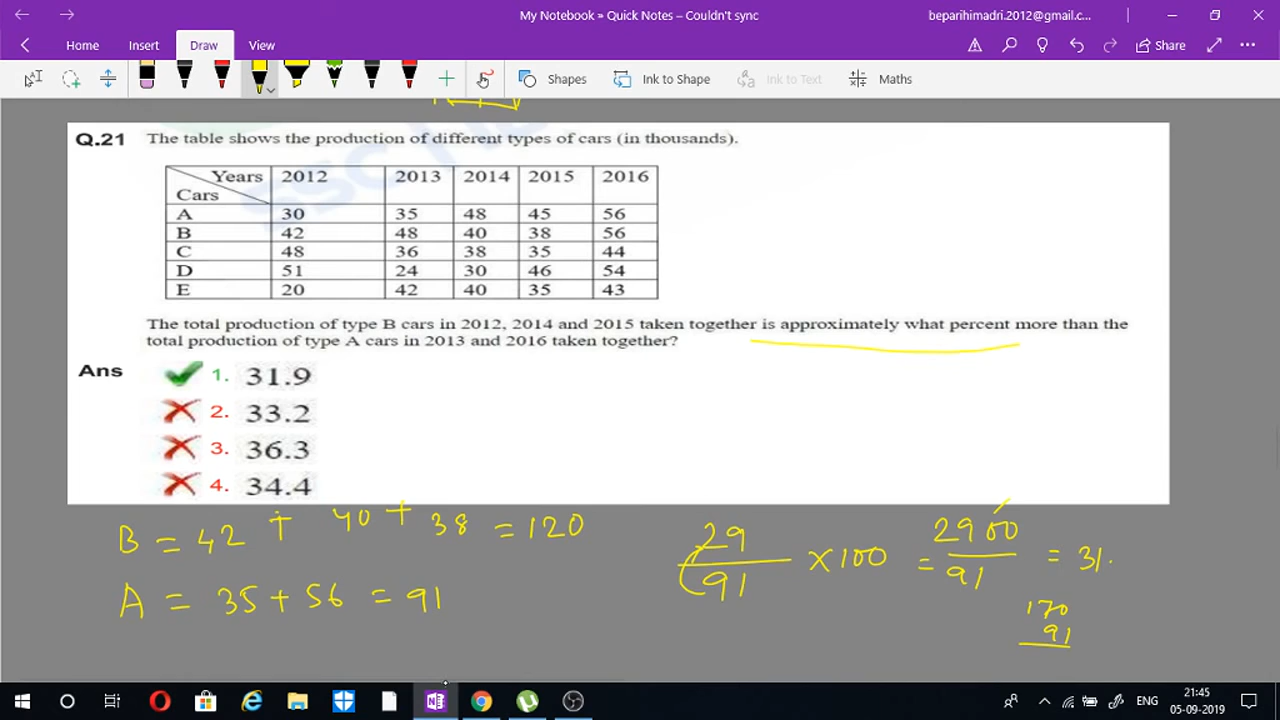 My Notebook » Quick Notes – Couldn't sync
beparihimadri.2012@gmail.c...
Home Insert Draw View
Share
Shapes Ink to Shape Ink to Text Maths
Q.21 The table shows the production of different types of cars (in thousands).
Years 2012 2013 2014 2015 2016
Cars
A 30 35 48 45 56
B 42 48 40 38 56
C 48 36 38 35 44
D 51 24 30 46 54
E 20 42 40 35 43
The total production of type B cars in 2012, 2014 and 2015 taken together is approximately what percent more than the
total production of type A cars in 2013 and 2016 taken together?
Ans 1. 31.9
2. 33.2
3. 36.3
4. 34.4
B = 42 + 40 + 38 = 120
A = 35 + 56 = 91
29
91 × 100 = 2900
91 = 31.
170
91
ENG 21:45
05-09-2019